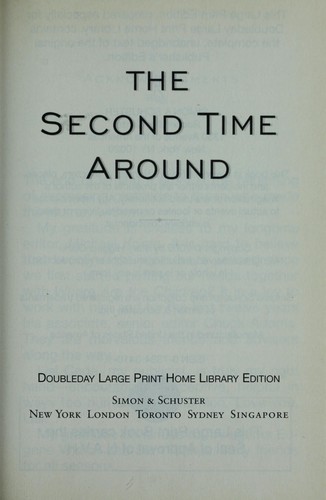 THE
SECOND TIME
AROUND
DOUBLEDAY LARGE PRINT HOME LIBRARY EDITION
SIMON & SCHUSTER
NEW YORK LONDON TORONTO SYDNEY SINGAPORE